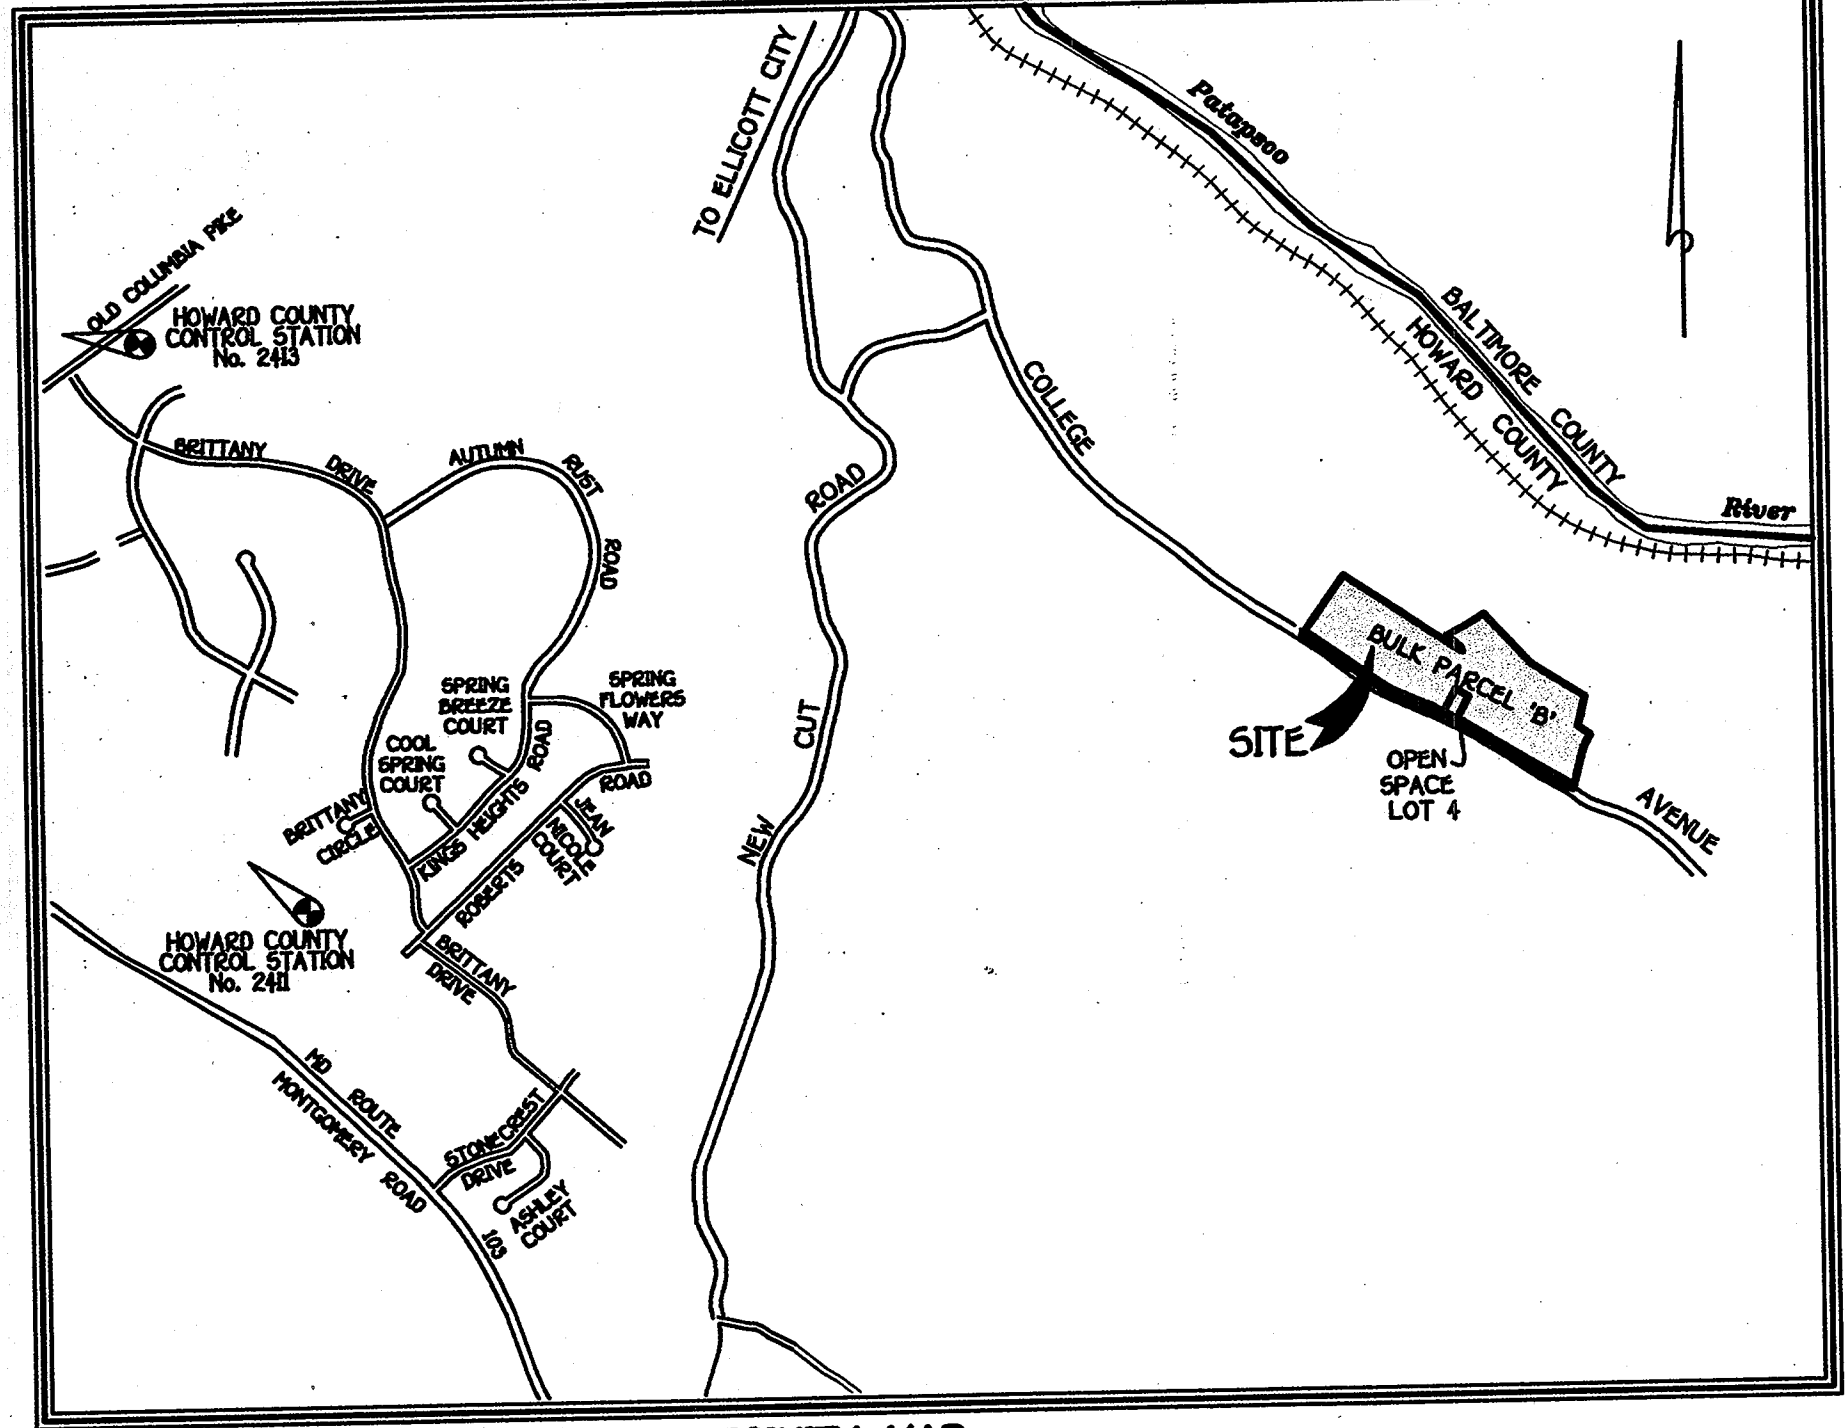 TO ELLICOTT CITY
Patapsco
OLD COLUMBIA PIKE
HOWARD COUNTY
CONTROL STATION
No. 2413
BALTIMORE COUNTY
HOWARD COUNTY
River
COLLEGE
AVENUE
BRITTANY
DRIVE
AUTUMN
RUST
ROAD
NEW
CUT
ROAD
BULK PARCEL 'B'
SITE
OPEN
SPACE
LOT 4
SPRING
BREEZE
COURT
SPRING
FLOWERS
WAY
COOL
SPRING
COURT
BRITTANY
CIRCLE
KINGS HEIGHTS ROAD
ROBERTS
ROAD
JEAN
NICOLE
COURT
HOWARD COUNTY
CONTROL STATION
No. 2411
BRITTANY
DRIVE
MD ROUTE 103
MONTGOMERY ROAD
STONECREST
DRIVE
ASHLEY
COURT